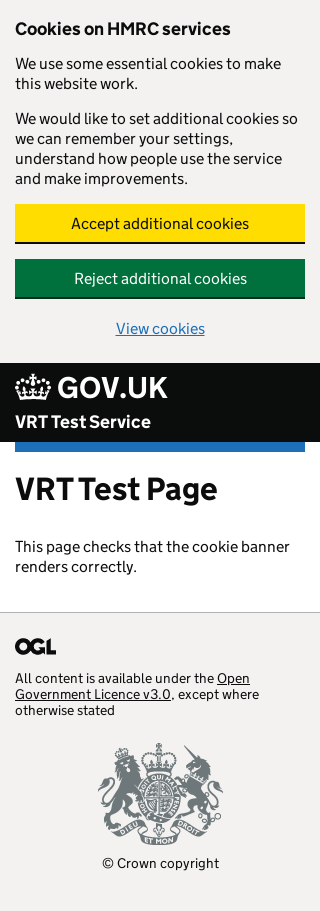 Cookies on HMRC services
We use some essential cookies to make
this website work.
We would like to set additional cookies so
we can remember your settings,
understand how people use the service
and make improvements.
Accept additional cookies
Reject additional cookies
View cookies
GOV.UK
VRT Test Service
VRT Test Page
This page checks that the cookie banner
renders correctly.
OGL
All content is available under the Open
Government Licence v3.0, except where
otherwise stated
DIEU ET MON DROIT
© Crown copyright